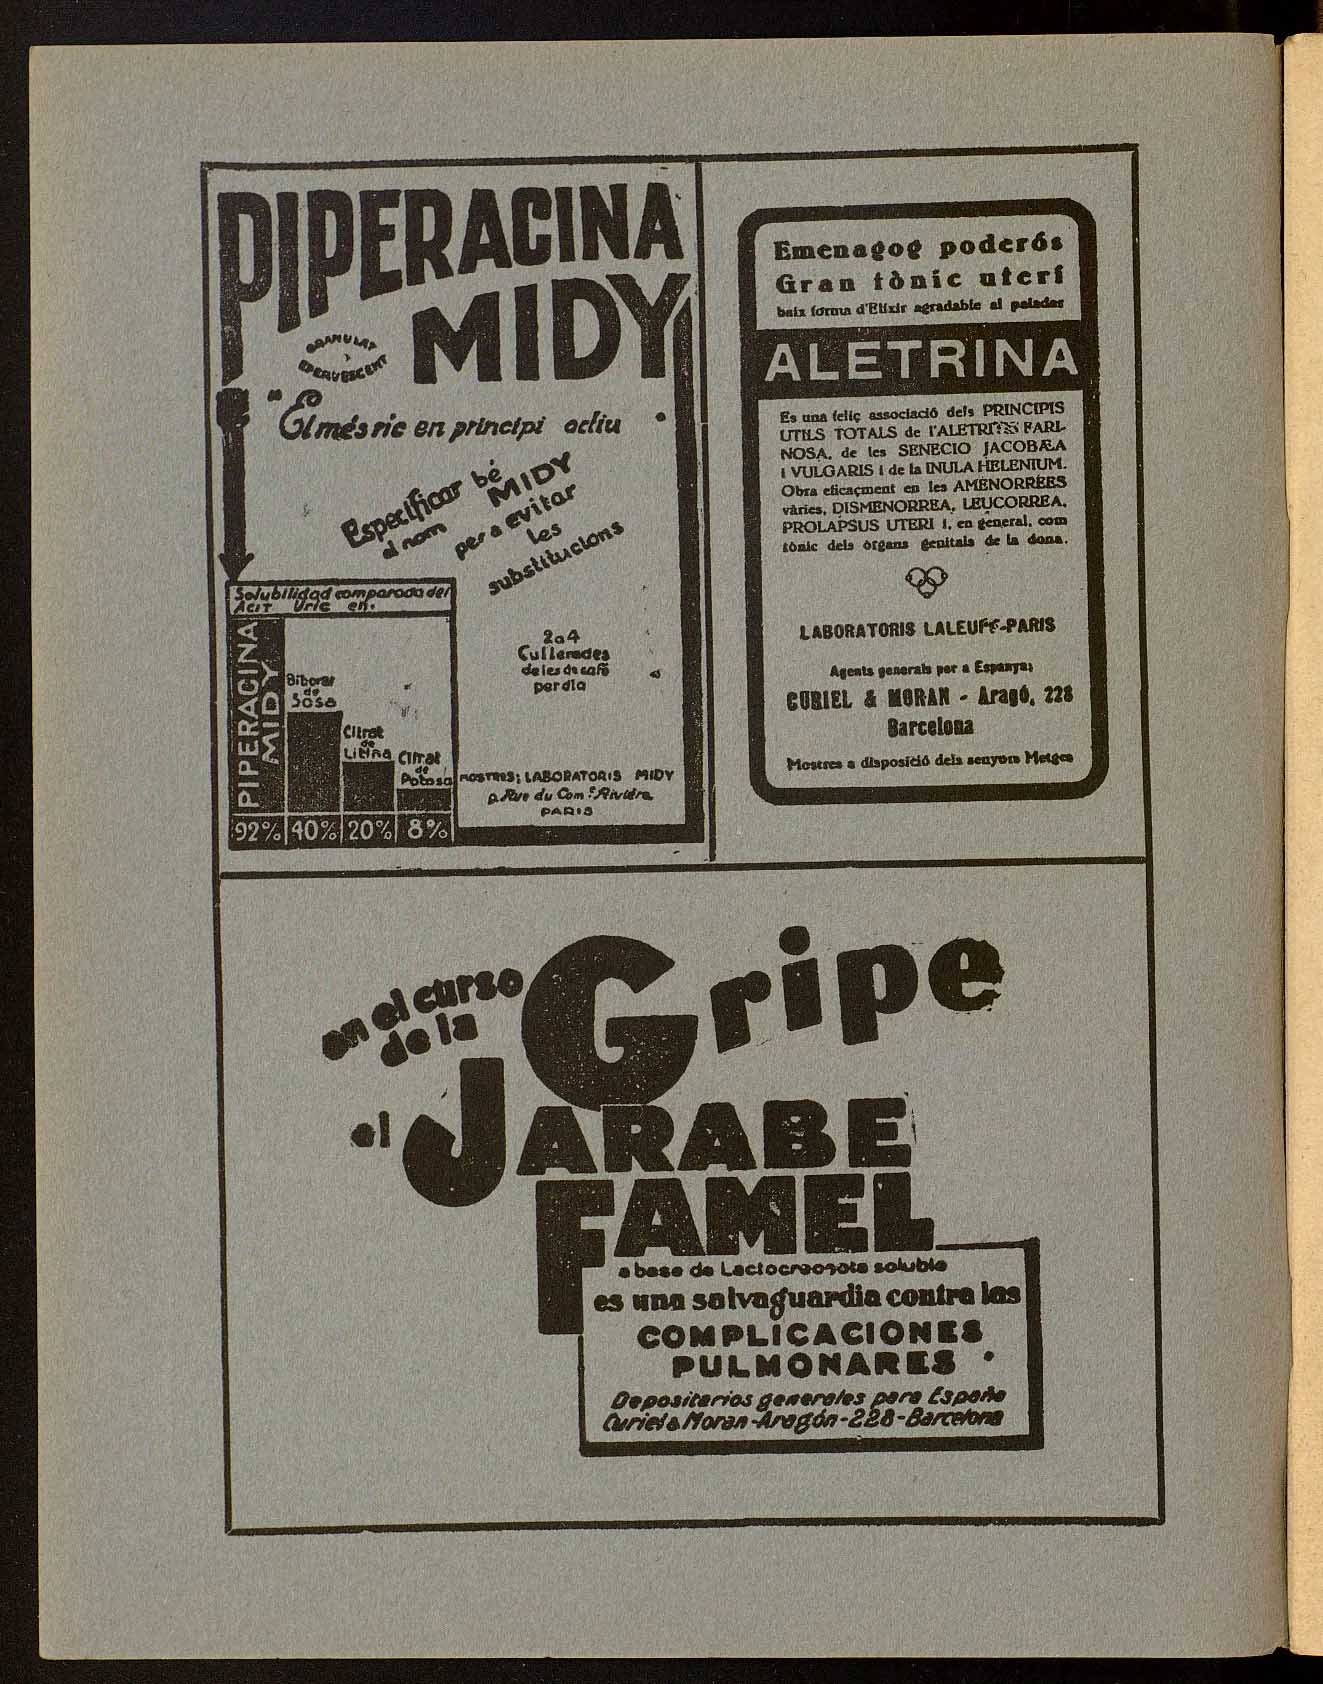 PIPERACINA
MIDY
GRANULAT
I
EFERVESCENT
"El més ric en principi actiu"
Especificar bé
el nom MIDY
per a evitar
les
substitucions
Solubilidad comparada del
ACIT Uric en.
PIPERACINA
MIDY
Biborat
de
Sosa
Citrat
de
Litina
Citrat
de
Potosa
92% 40% 20% 8%
2 a 4
Cullerades
de les de café
per dia
MOSTRES; LABORATORIS MIDY
9. Rue du Com.t Rivière
PARIS
Emenagog poderós
Gran tònic uterí
baix forma d'Elixir agradable al paladar
ALETRINA
Es una feliç associació dels PRINCIPIS
UTILS TOTALS de l'ALETRITIS FARI-
NOSA, de les SENECIO JACOBÆA
i VULGARIS i de la INULA HELENIUM.
Obra eficaçment en les AMENORREES
vàries, DISMENORREA, LEUCORREA,
PROLAPSUS UTERI i, en general, com
tònic dels òrgans genitals de la dona.
LABORATORIS LALEUFF-PARIS
Agents generals per a Espanya:
CURIEL & MORAN - Aragó, 228
Barcelona
Mostres a disposició dels senyors Metges
en el curso
de la Gripe
el JARABE
FAMEL
a base de Lactocreosota soluble
es una salvaguardia contra las
COMPLICACIONES
PULMONARES
Depositarios generales para España
Curiel & Moran - Aragón - 228 - Barcelona